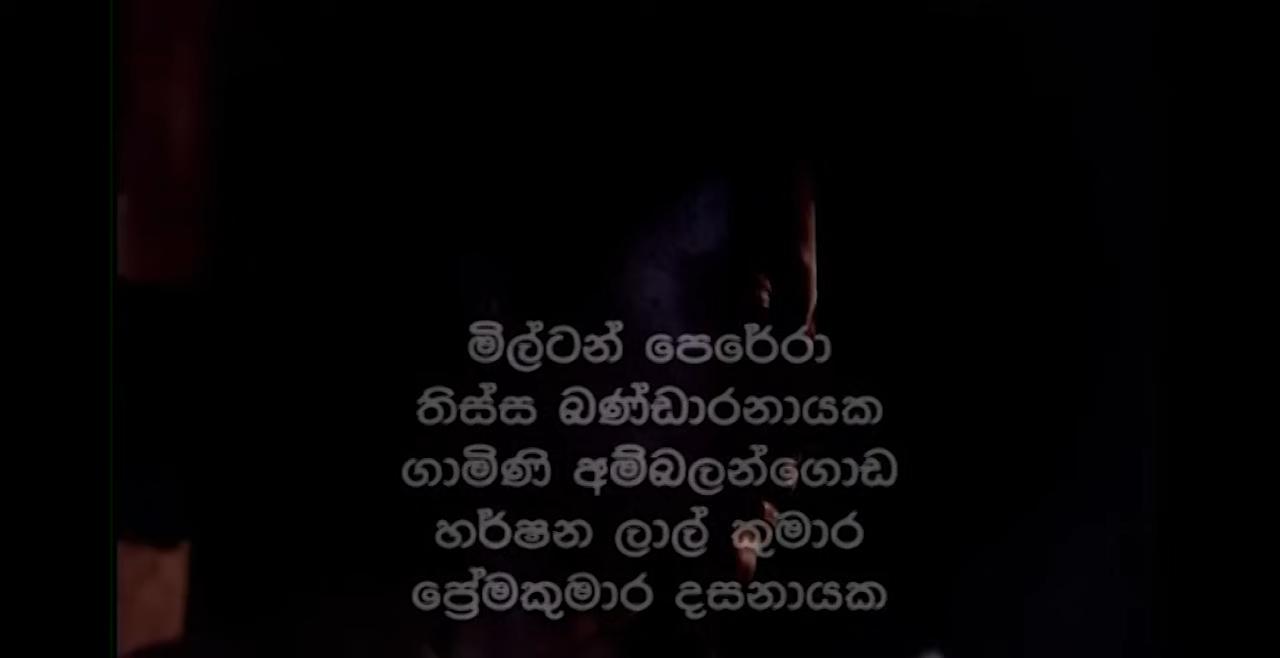 මිල්ටන් පෙරේරා
තිස්ස බණ්ඩාරනායක
ගාමිණි අම්බලන්ගොඩ
හර්ෂන ලාල් කුමාර
ප්‍රේමකුමාර දසනායක